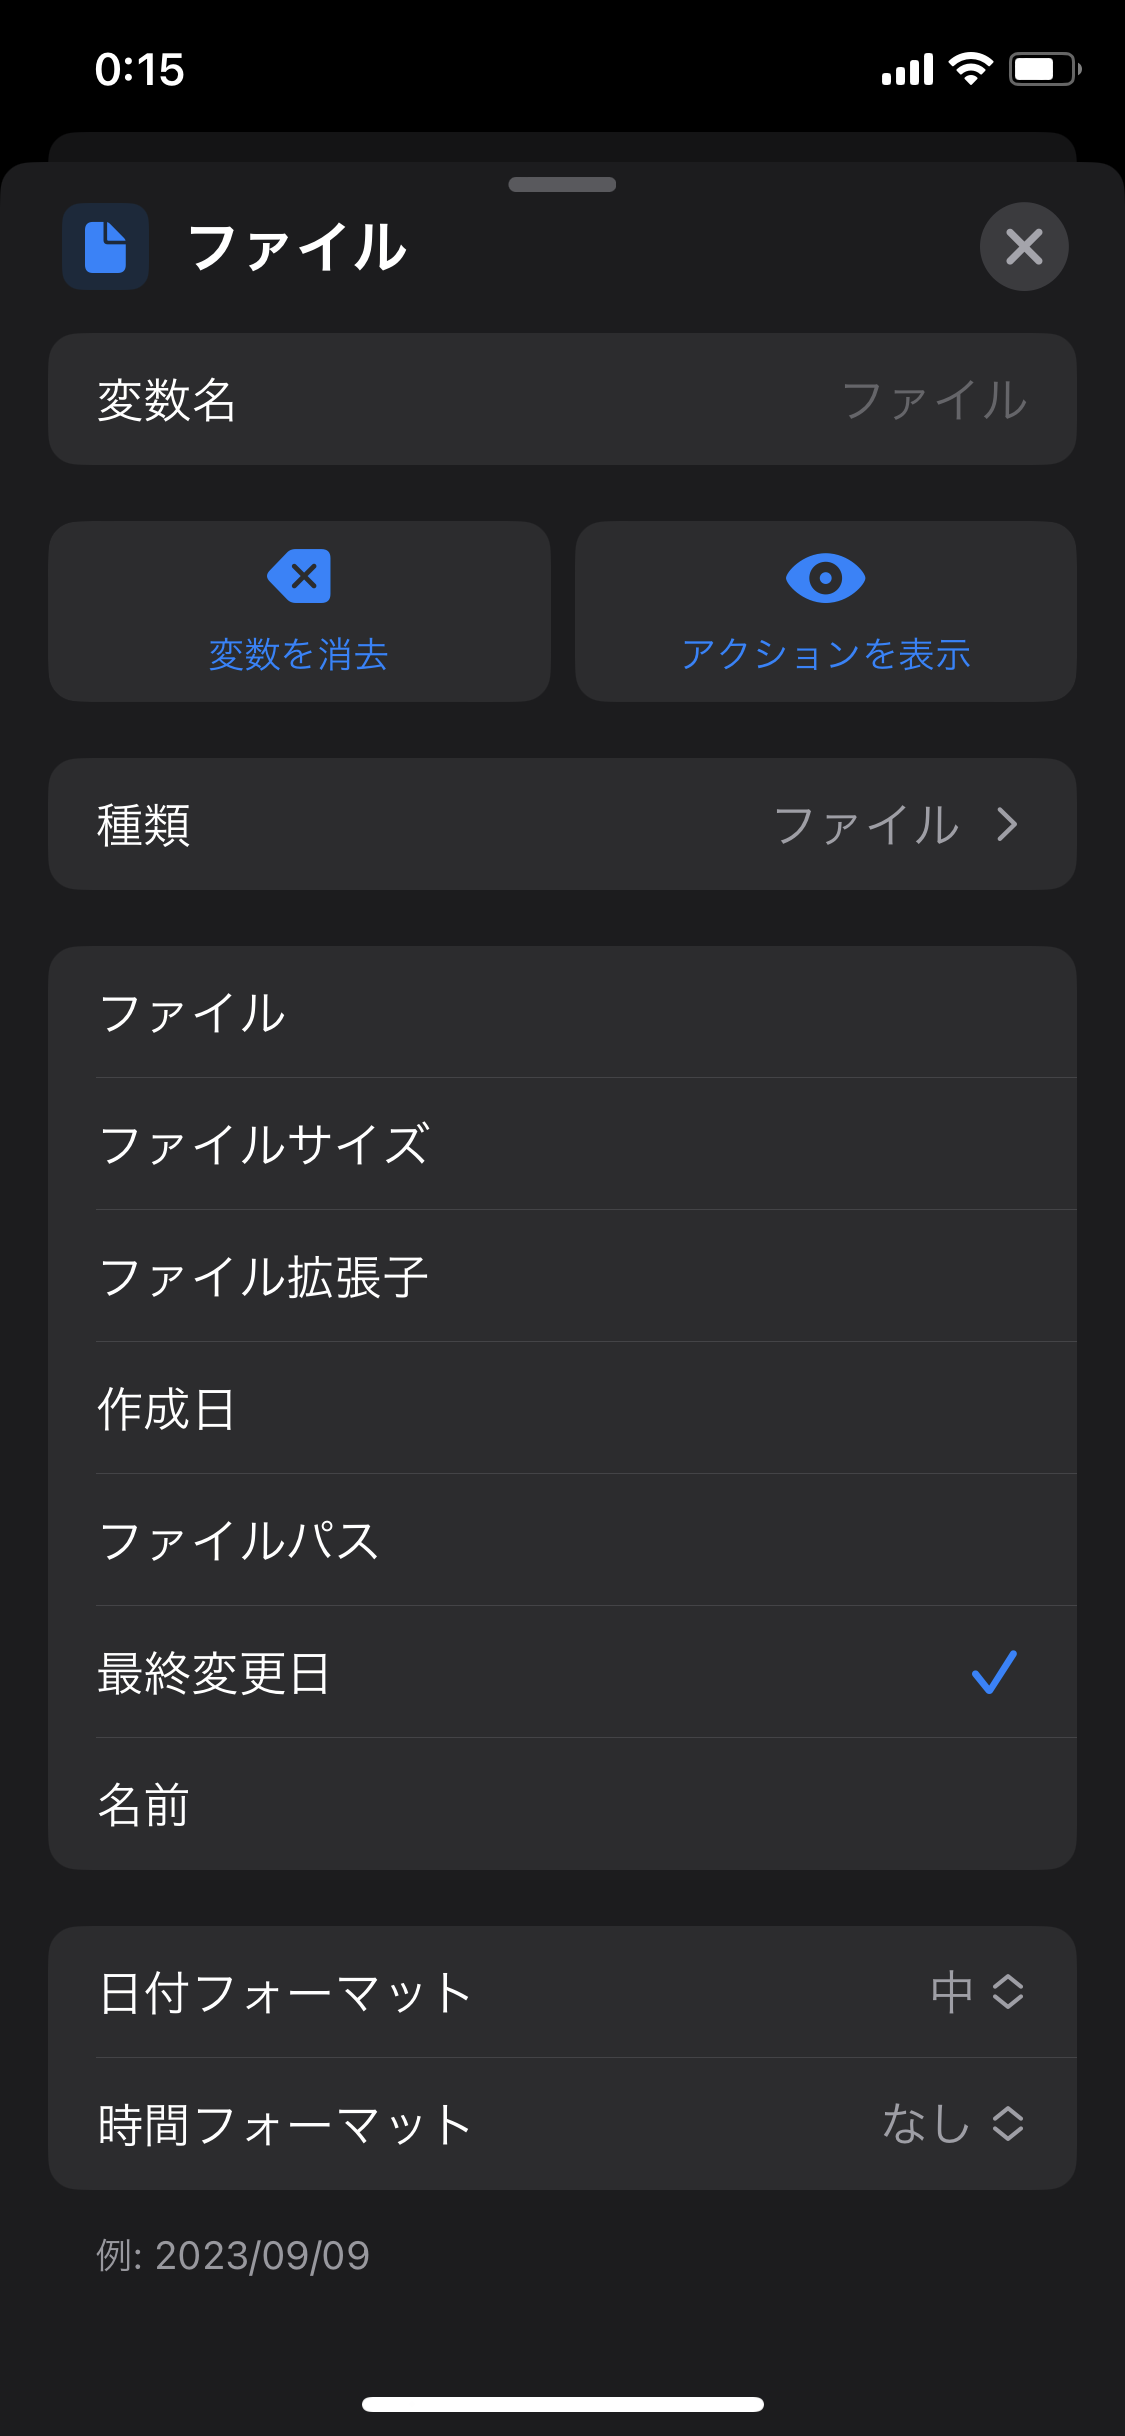 0:15
ファイル
変数名 ファイル
変数を消去 アクションを表示
種類 ファイル
ファイル
ファイルサイズ
ファイル拡張子
作成日
ファイルパス
最終変更日
名前
日付フォーマット 中
時間フォーマット なし
例: 2023/09/09